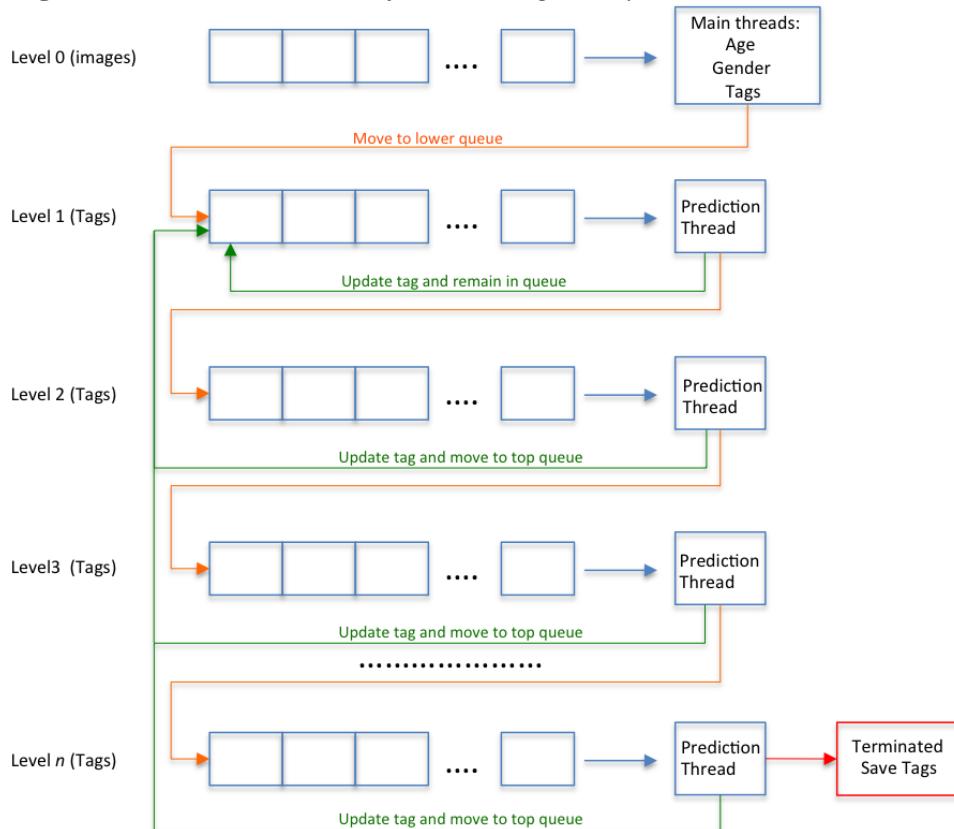 Level 0 (images)
....
Main threads:
Age
Gender
Tags
Move to lower queue
Level 1 (Tags)
....
Prediction
Thread
Update tag and remain in queue
Level 2 (Tags)
....
Prediction
Thread
Update tag and move to top queue
Level3 (Tags)
....
Prediction
Thread
Update tag and move to top queue
......................
Level n (Tags)
....
Prediction
Thread
Terminated
Save Tags
Update tag and move to top queue